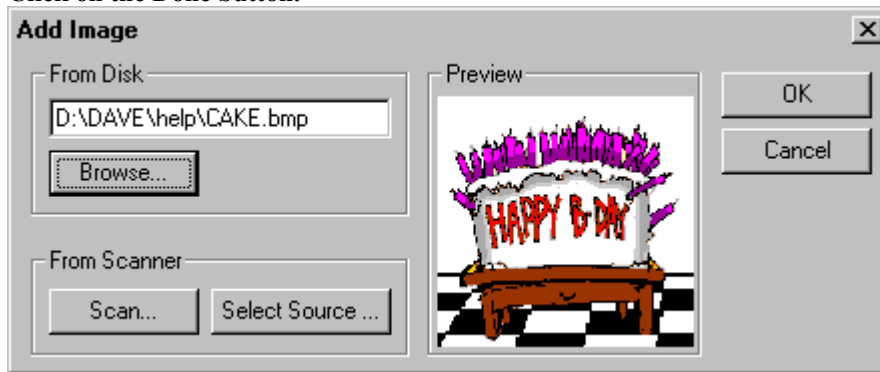 Click on the Done button.
Add Image
From Disk
D:\DAVE\help\CAKE.bmp
Browse...
From Scanner
Scan...
Select Source ...
Preview
HAPPY B-DAY
OK
Cancel